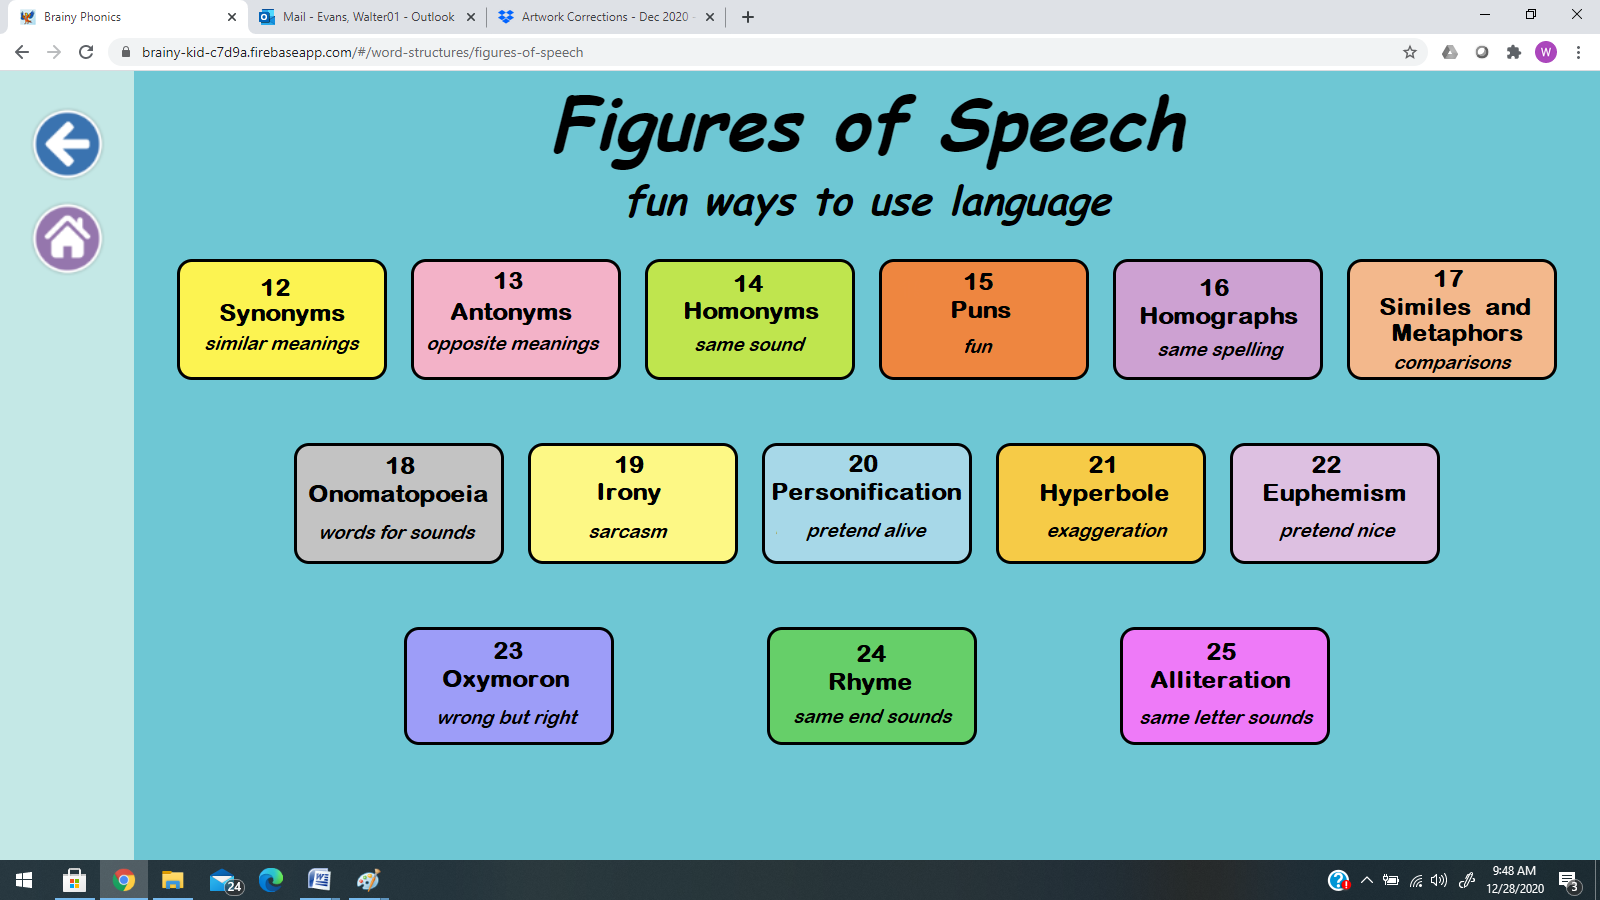 Brainy Phonics
Mail - Evans, Walter01 - Outlook
Artwork Corrections - Dec 2020 -
brainy-kid-c7d9a.firebaseapp.com/#/word-structures/figures-of-speech
W
Figures of Speech
fun ways to use language
12
Synonyms
similar meanings
13
Antonyms
opposite meanings
14
Homonyms
same sound
15
Puns
fun
16
Homographs
same spelling
17
Similes and
Metaphors
comparisons
18
Onomatopoeia
words for sounds
19
Irony
sarcasm
20
Personification
pretend alive
21
Hyperbole
exaggeration
22
Euphemism
pretend nice
23
Oxymoron
wrong but right
24
Rhyme
same end sounds
25
Alliteration
same letter sounds
24
9:48 AM
12/28/2020
3